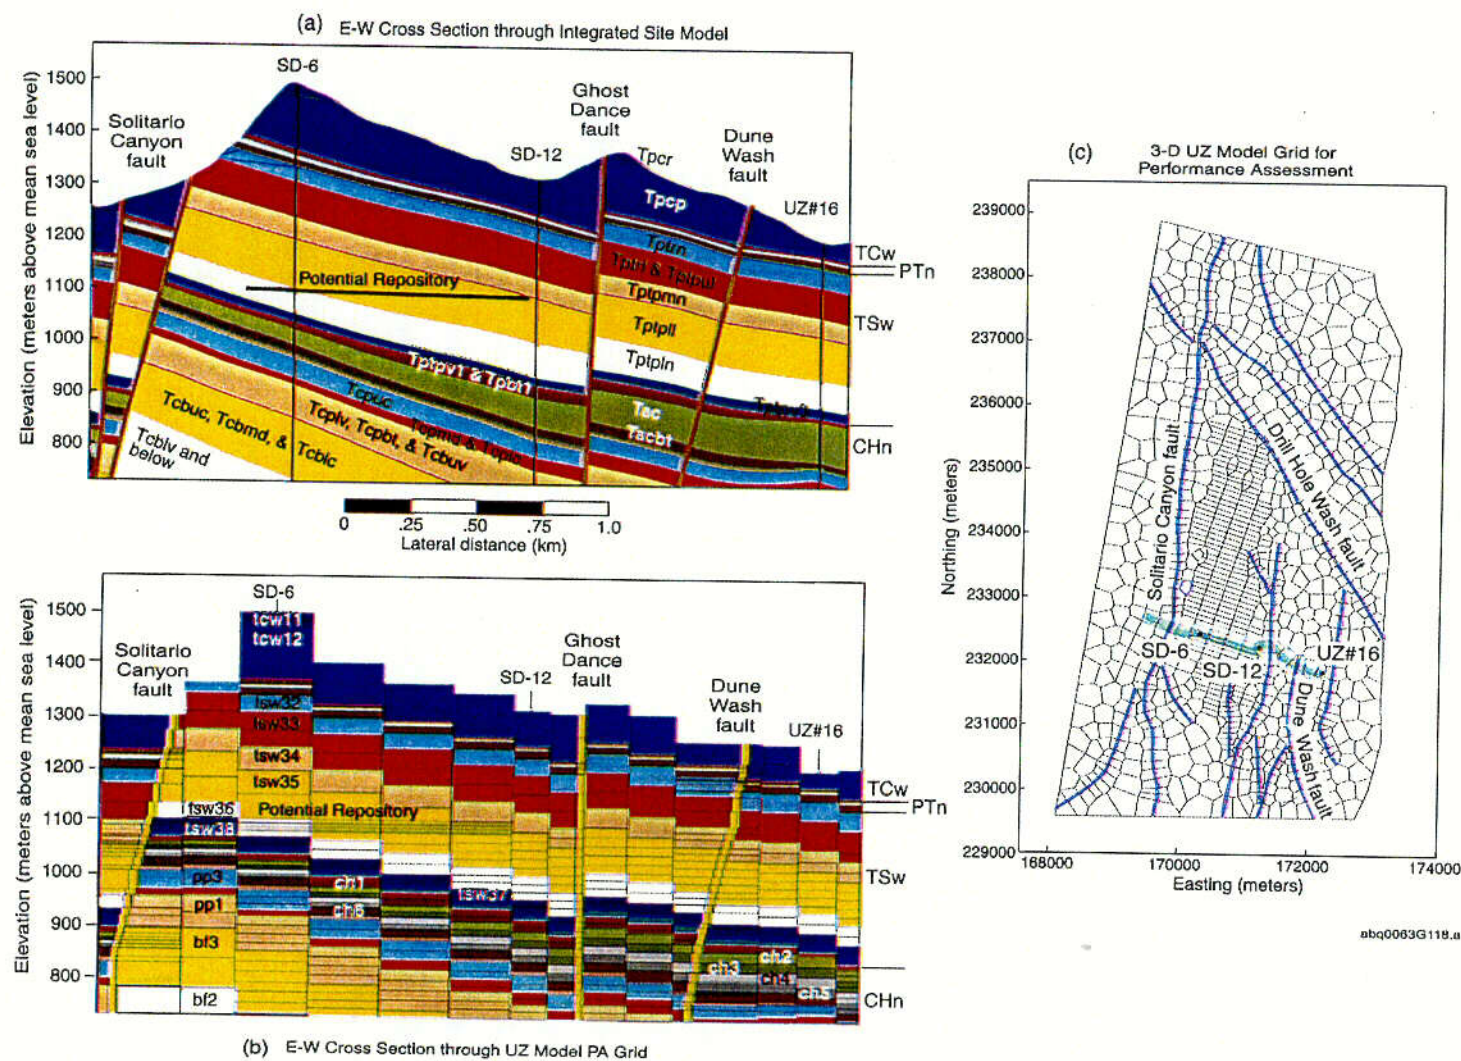 (a) E-W Cross Section through Integrated Site Model
Elevation (meters above mean sea level)
1500
1400
1300
1200
1100
1000
900
800
SD-6
Solitario
Canyon
fault
Ghost
Dance
fault
SD-12
Tpcr
Dune
Wash
fault
UZ#16
Tpcp
Tptrn
Tptrl & Tptpul
Tptpmn
Tptpll
Tptpln
Potential Repository
Tptpv1 & Tpbt1
Tac
Tacbt
Tcpuc
Tcplv, Tcpbt, & Tcbuv
Tcbuc, Tcbmd, & Tcblc
Tcblv and
below
TCw
PTn
TSw
CHn
0 .25 .50 .75 1.0
Lateral distance (km)
Elevation (meters above mean sea level)
1500
1400
1300
1200
1100
1000
900
800
SD-6
tcw11
tcw12
Solitario
Canyon
fault
Ghost
Dance
fault
SD-12
Dune
Wash
fault
UZ#16
tsw32
tsw33
tsw34
tsw35
Potential Repository
tsw36
tsw38
pp3
pp1
bf3
bf2
ch1
ch6
tsw37
ch2
ch3
ch4
ch5
TCw
PTn
TSw
CHn
(b) E-W Cross Section through UZ Model PA Grid
(c) 3-D UZ Model Grid for
Performance Assessment
Northing (meters)
239000
238000
237000
236000
235000
234000
233000
232000
231000
230000
229000
Solitario Canyon fault
Drill Hole Wash fault
SD-6
SD-12
UZ#16
Dune Wash fault
168000 170000 172000 174000
Easting (meters)
abq0063G118.a